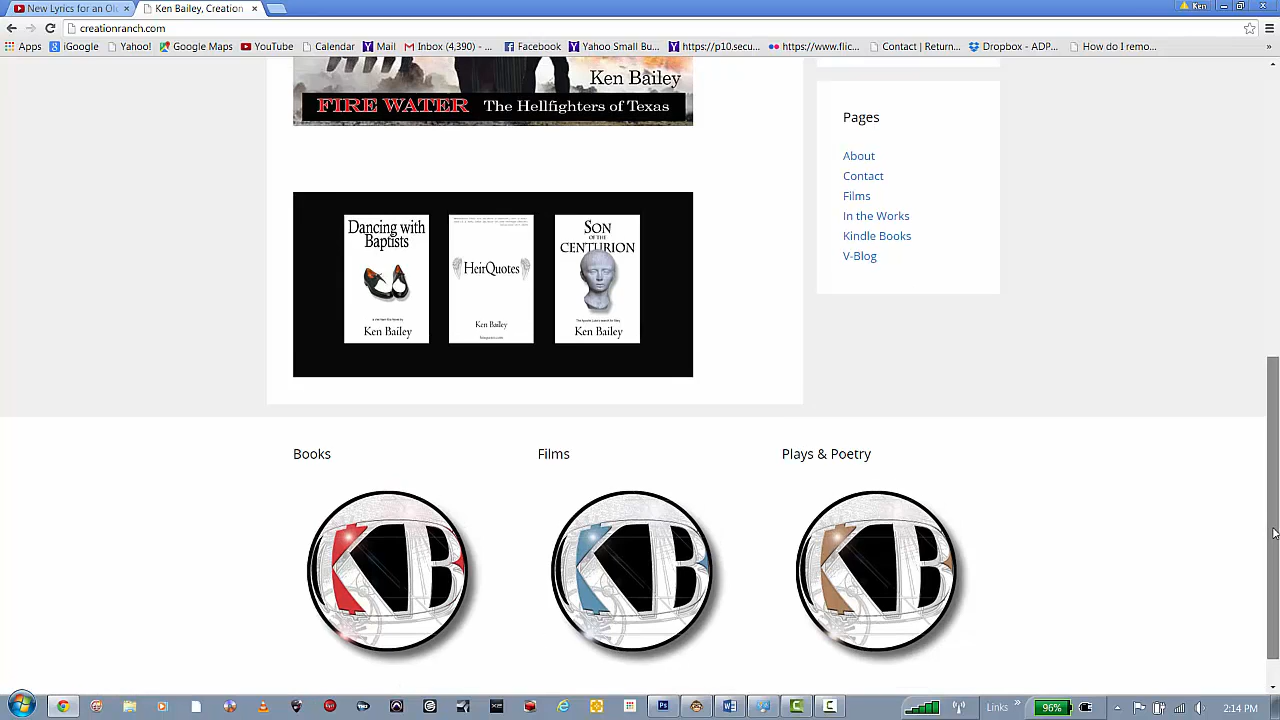 New Lyrics for an Ol
Ken Bailey, Creation
Ken
creationranch.com
Apps iGoogle Yahoo! Google Maps YouTube Calendar Mail Inbox (4,390) - ... Facebook Yahoo Small Bu... https://p10.secu... https://www.flic... Contact | Return... Dropbox - ADP... How do I remo... »
Ken Bailey
FIRE WATER The Hellfighters of Texas
Pages
About
Contact
Films
In the Works
Kindle Books
V-Blog
Dancing with
Baptists
Ken Bailey
HeirQuotes
Ken Bailey
SON
OF THE
CENTURION
Ken Bailey
Books
Films
Plays & Poetry
KB
KB
KB
Links »
96%
2:14 PM